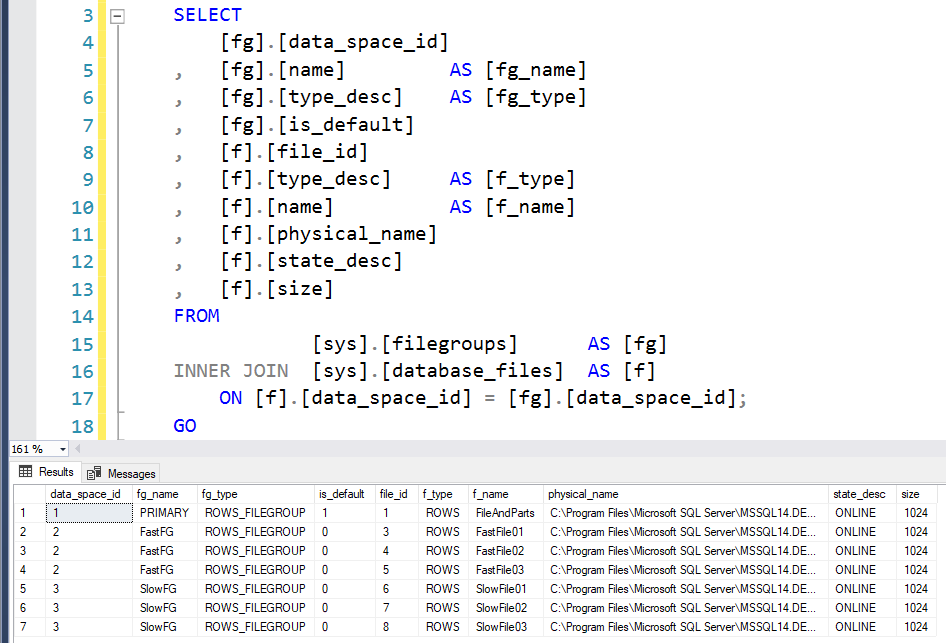 3 SELECT
4 [fg].[data_space_id]
5 , [fg].[name] AS [fg_name]
6 , [fg].[type_desc] AS [fg_type]
7 , [fg].[is_default]
8 , [f].[file_id]
9 , [f].[type_desc] AS [f_type]
10 , [f].[name] AS [f_name]
11 , [f].[physical_name]
12 , [f].[state_desc]
13 , [f].[size]
14 FROM
15 [sys].[filegroups] AS [fg]
16 INNER JOIN [sys].[database_files] AS [f]
17 ON [f].[data_space_id] = [fg].[data_space_id];
18 GO
161 %
Results Messages
data_space_id fg_name fg_type is_default file_id f_type f_name physical_name state_desc size
1 1 PRIMARY ROWS_FILEGROUP 1 1 ROWS FileAndParts C:\Program Files\Microsoft SQL Server\MSSQL14.DE... ONLINE 1024
2 2 FastFG ROWS_FILEGROUP 0 3 ROWS FastFile01 C:\Program Files\Microsoft SQL Server\MSSQL14.DE... ONLINE 1024
3 2 FastFG ROWS_FILEGROUP 0 4 ROWS FastFile02 C:\Program Files\Microsoft SQL Server\MSSQL14.DE... ONLINE 1024
4 2 FastFG ROWS_FILEGROUP 0 5 ROWS FastFile03 C:\Program Files\Microsoft SQL Server\MSSQL14.DE... ONLINE 1024
5 3 SlowFG ROWS_FILEGROUP 0 6 ROWS SlowFile01 C:\Program Files\Microsoft SQL Server\MSSQL14.DE... ONLINE 1024
6 3 SlowFG ROWS_FILEGROUP 0 7 ROWS SlowFile02 C:\Program Files\Microsoft SQL Server\MSSQL14.DE... ONLINE 1024
7 3 SlowFG ROWS_FILEGROUP 0 8 ROWS SlowFile03 C:\Program Files\Microsoft SQL Server\MSSQL14.DE... ONLINE 1024